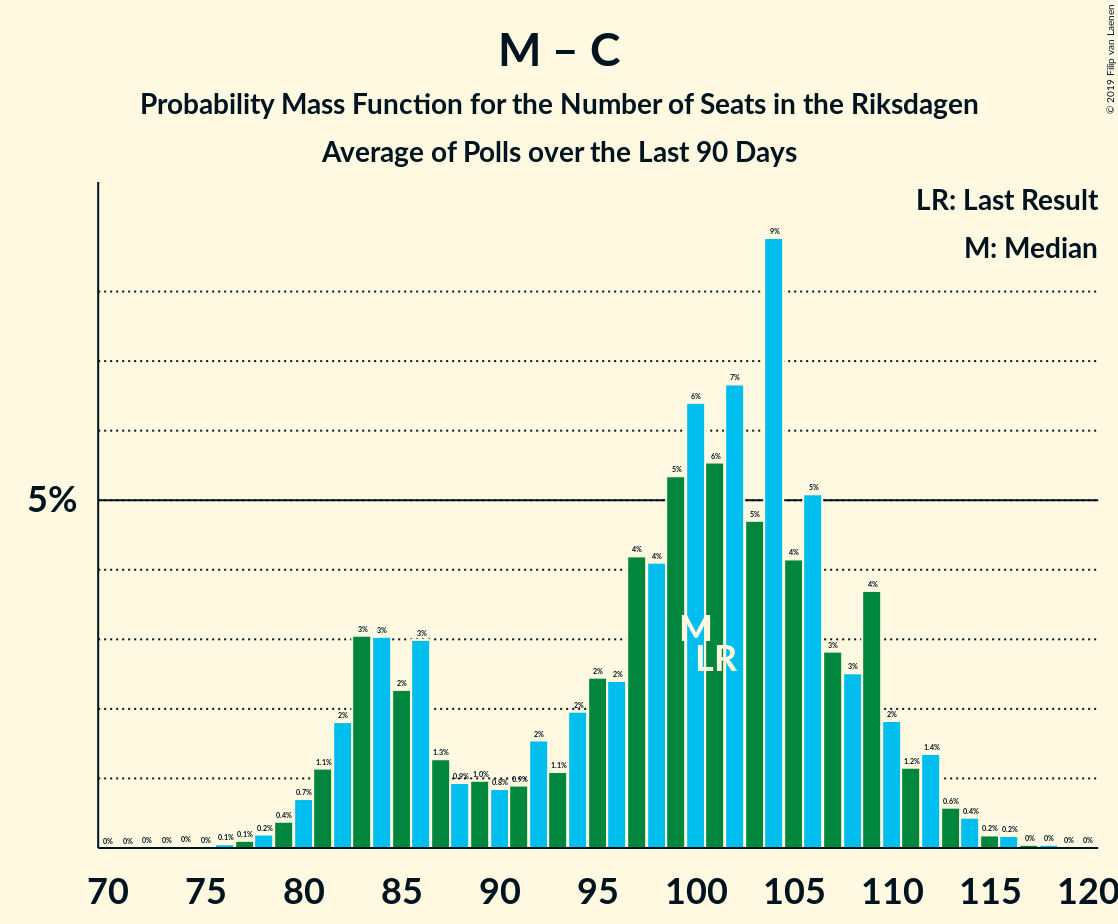 M – C
Probability Mass Function for the Number of Seats in the Riksdagen
Average of Polls over the Last 90 Days
© 2019 Filip van Laenen
LR: Last Result
M: Median
5%
0% 0% 0% 0% 0% 0% 0.1% 0.1% 0.2% 0.4% 0.7% 1.1% 2% 3% 3% 2% 3% 1.3% 0.9% 1.0% 0.8% 0.9% 2% 1.1% 2% 2% 2% 4% 4% 5% 6% 6% 7% 5% 9% 4% 5% 3% 3% 4% 2% 1.2% 1.4% 0.6% 0.4% 0.2% 0.2% 0% 0% 0% 0%
M
LR
70 75 80 85 90 95 100 105 110 115 120